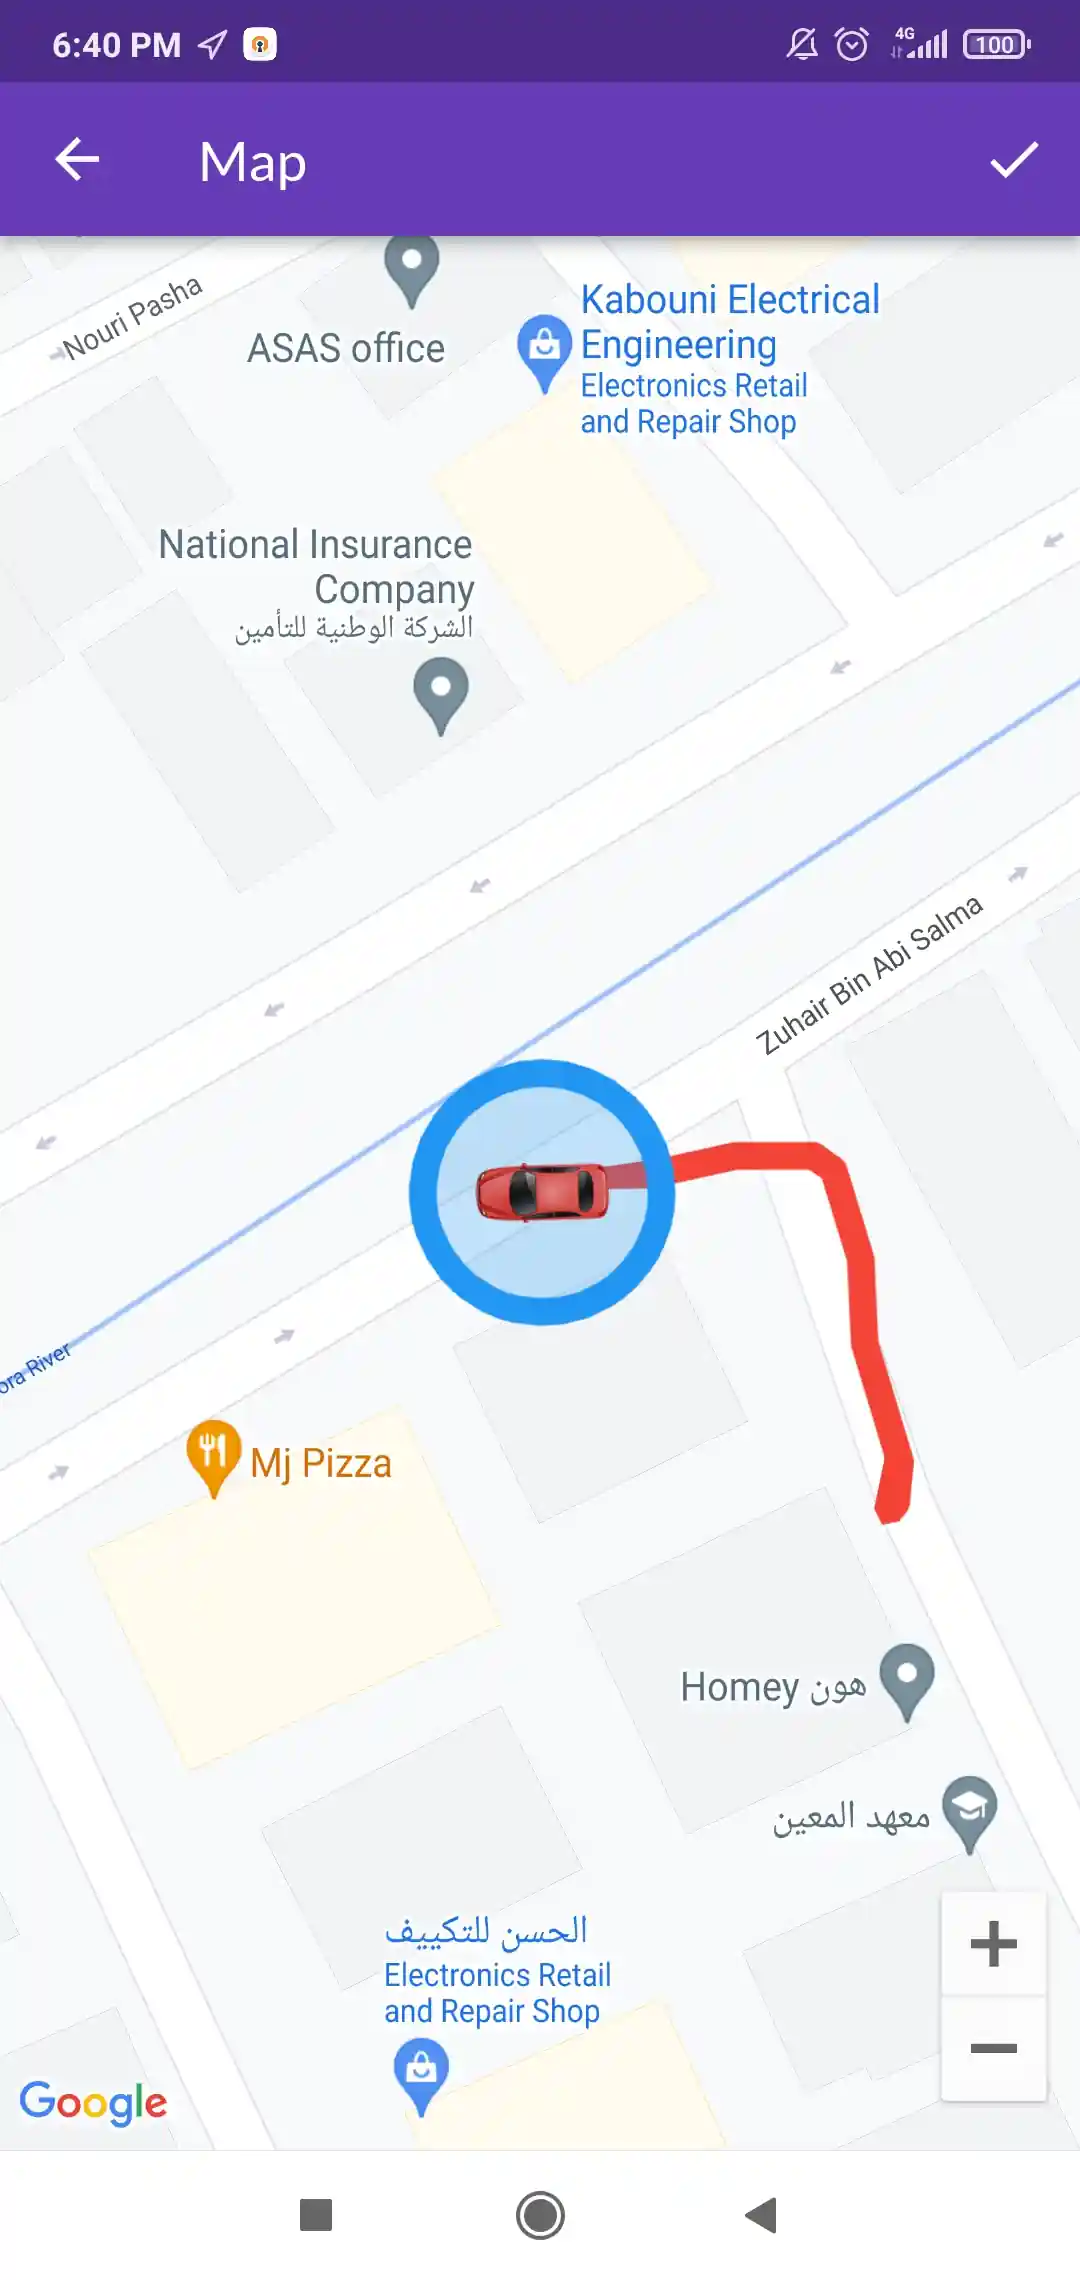 6:40 PM
4G
100
Map
Nouri Pasha
ASAS office
Kabouni Electrical
Engineering
Electronics Retail
and Repair Shop
National Insurance
Company
الشركة الوطنية للتأمين
Zuhair Bin Abi Salma
ora River
Mj Pizza
Homey هون
معهد المعين
الحسن للتكييف
Electronics Retail
and Repair Shop
Google